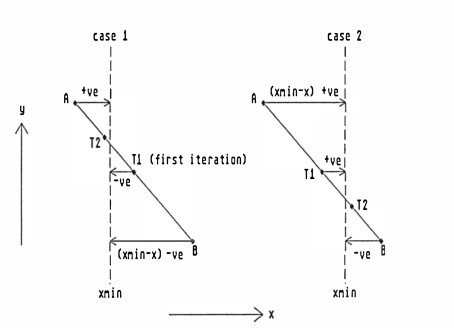 case 1
case 2
+ve
(xmin-x) +ve
A
A
y
T2
T1 (first iteration)
+ve
-ve
T1
T2
(xmin-x) -ve
B
-ve
B
xmin
xmin
x